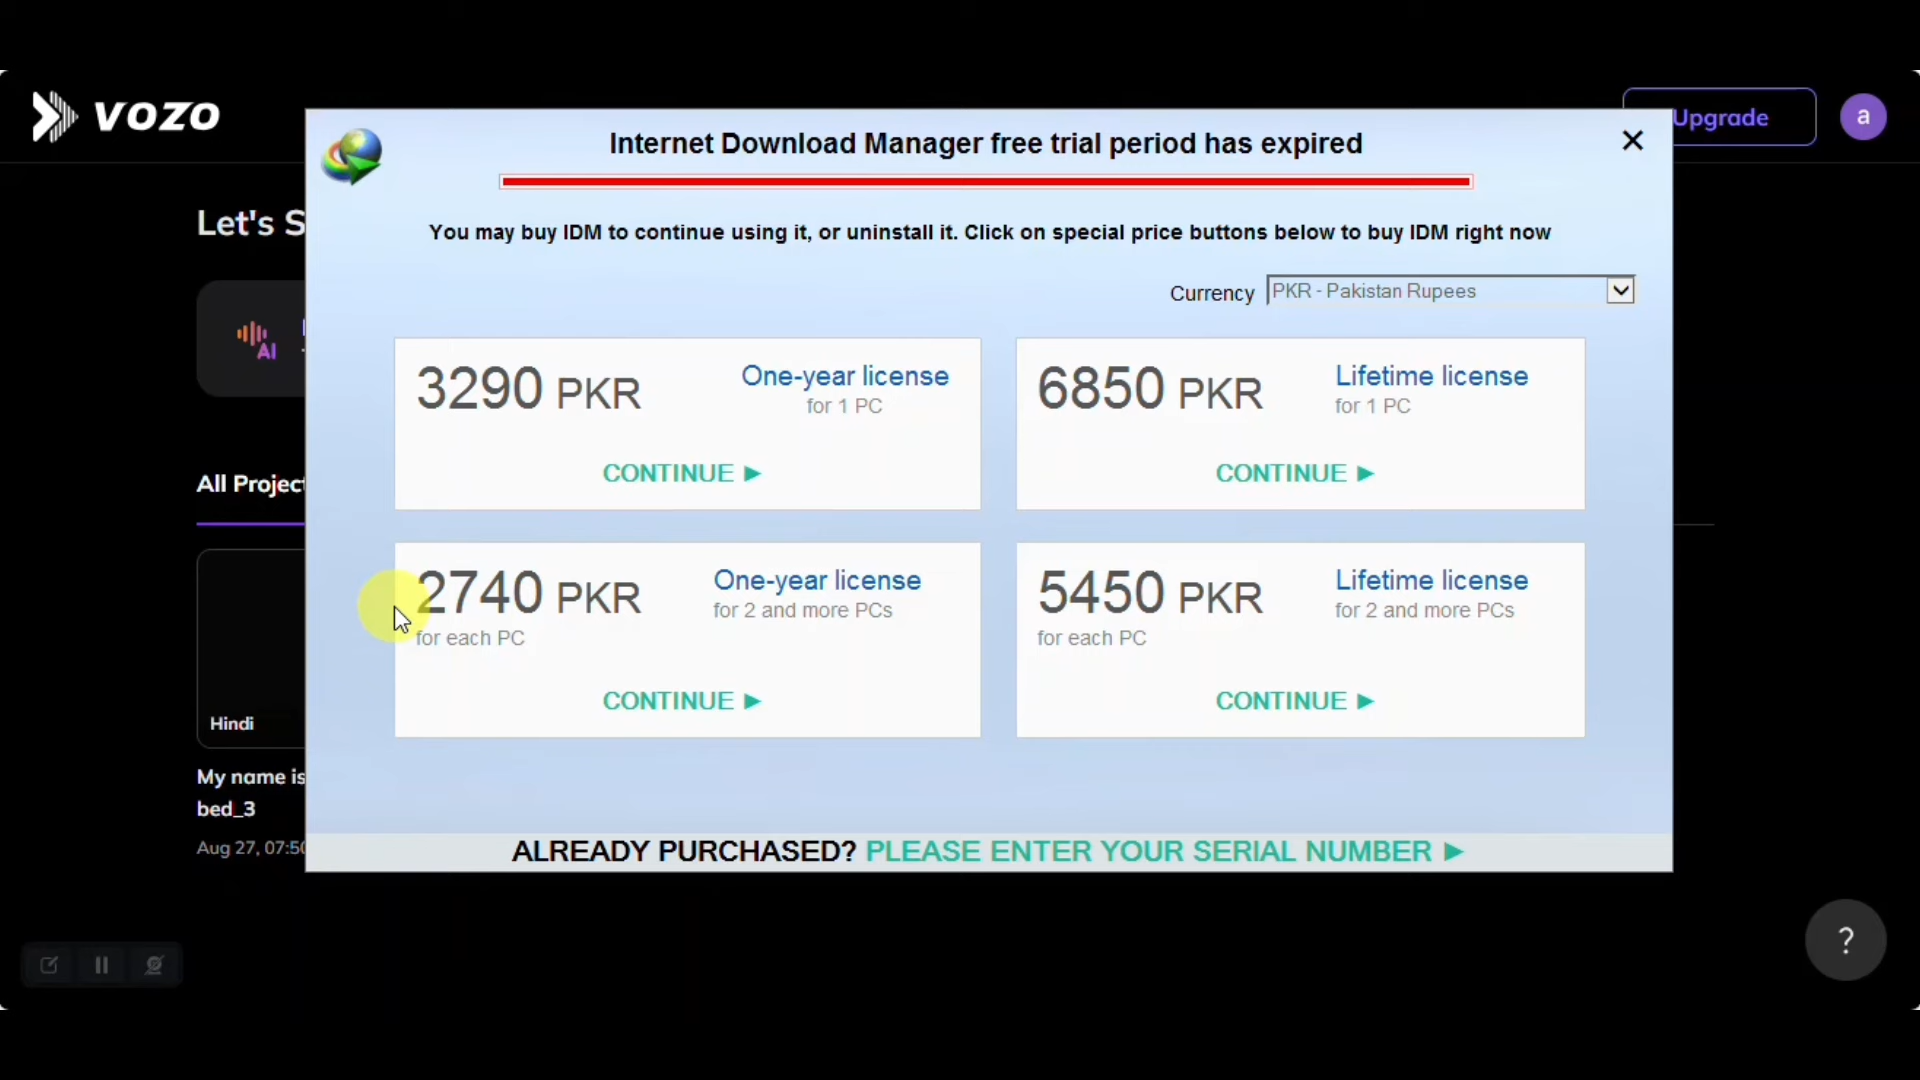 vozo
Upgrade
a
Let's S
AI
All Project
Hindi
My name is
bed_3
Aug 27, 07:50
Internet Download Manager free trial period has expired
You may buy IDM to continue using it, or uninstall it. Click on special price buttons below to buy IDM right now
Currency PKR - Pakistan Rupees
3290 PKR One-year license
for 1 PC
CONTINUE ►
6850 PKR Lifetime license
for 1 PC
CONTINUE ►
2740 PKR One-year license
for each PC for 2 and more PCs
CONTINUE ►
5450 PKR Lifetime license
for each PC for 2 and more PCs
CONTINUE ►
ALREADY PURCHASED? PLEASE ENTER YOUR SERIAL NUMBER ►
?